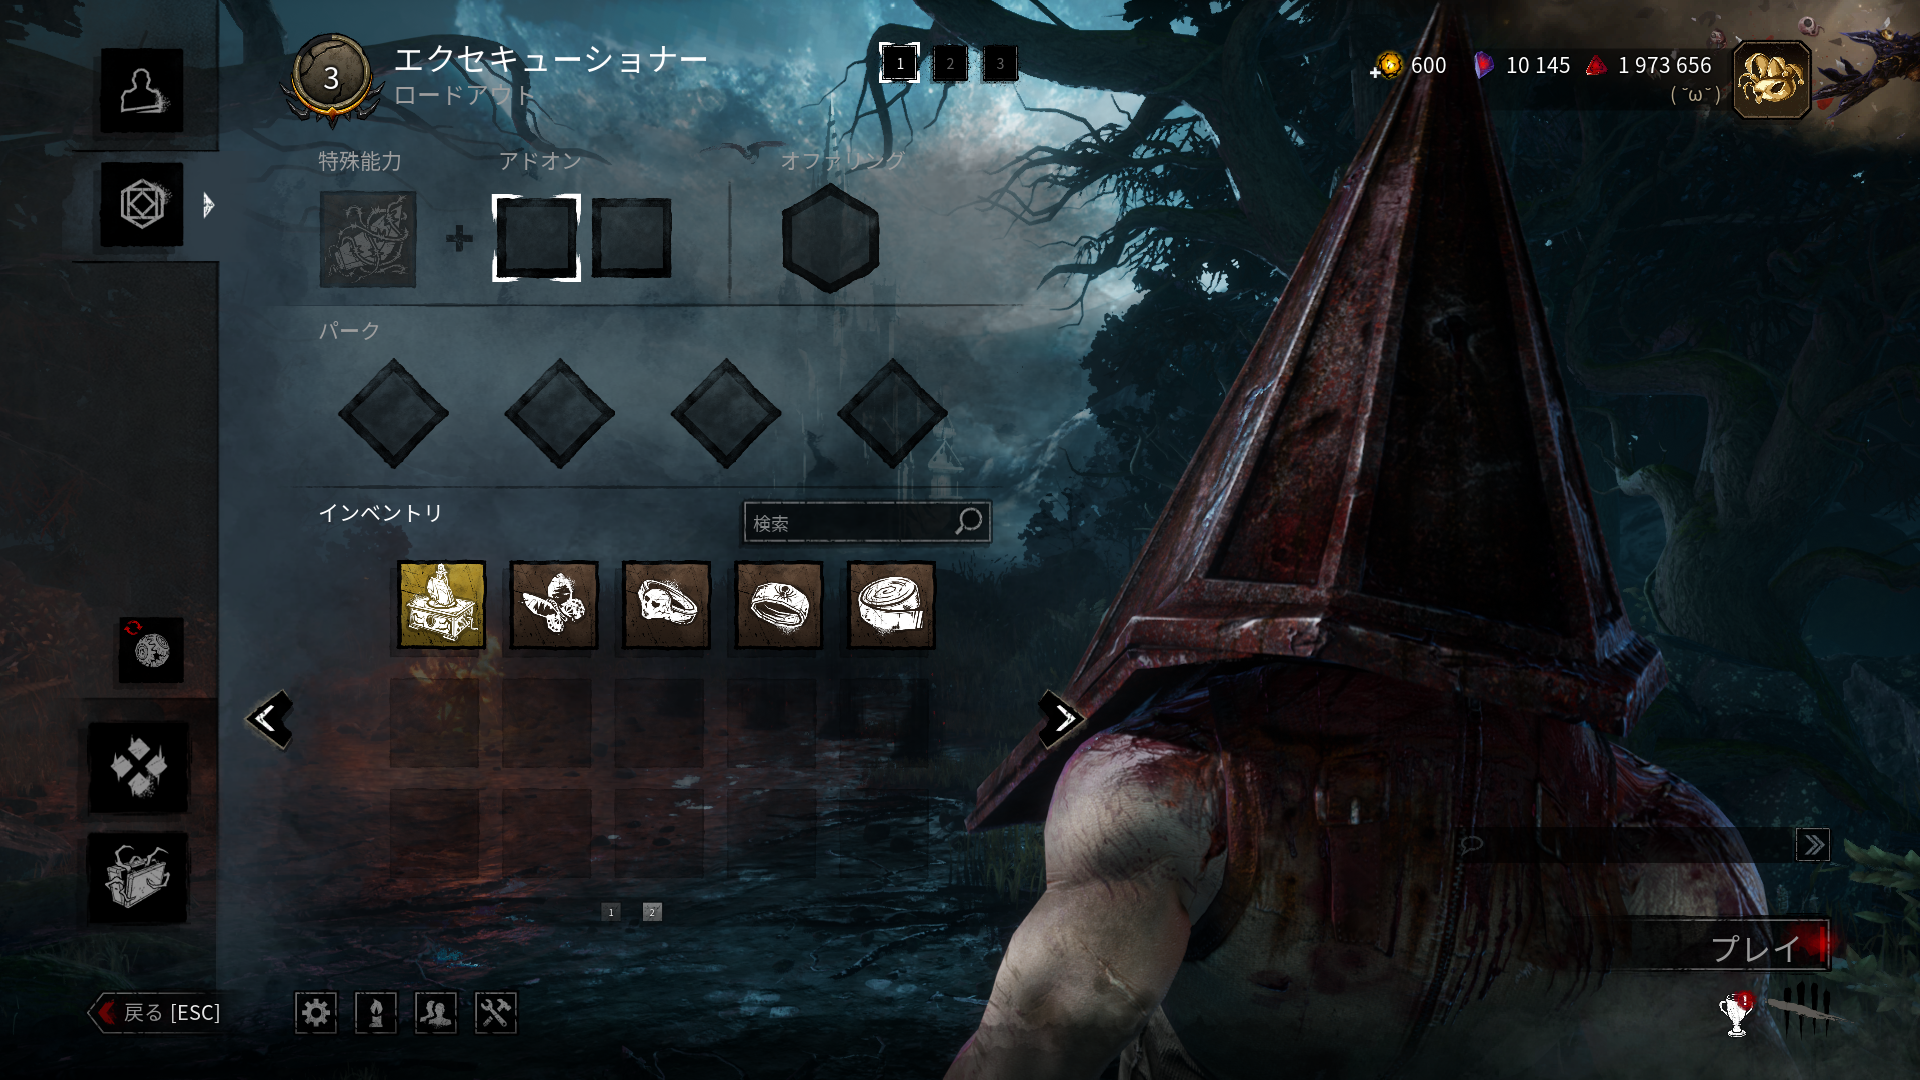 3
エクセキューショナー
ロードアウト
1 2 3
600 10 145 1 973 656
( ˘ω˘ )
特殊能力 アドオン オファリング
パーク
インベントリ
検索
1 2
プレイ
戻る [ESC]